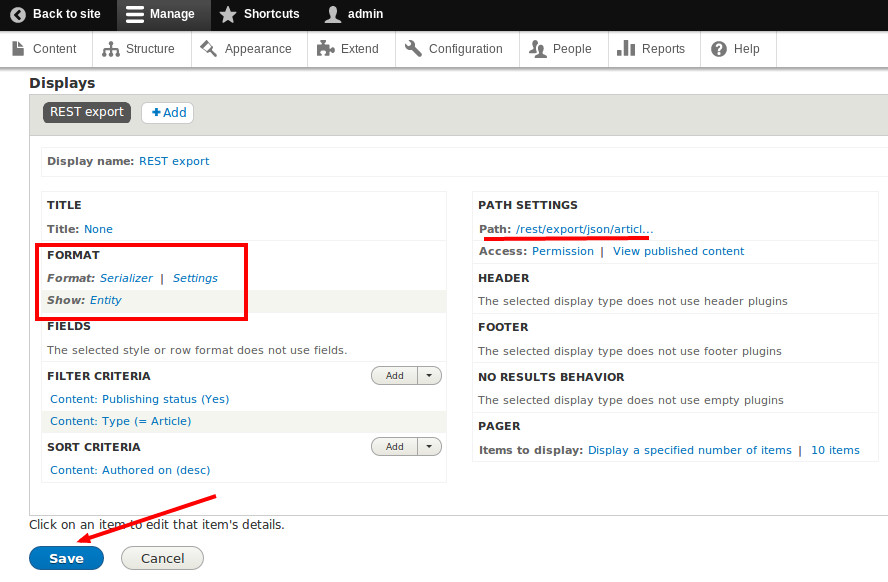 Back to site Manage Shortcuts admin
Content Structure Appearance Extend Configuration People Reports Help
Displays
REST export +Add
Display name: REST export
TITLE
Title: None
FORMAT
Format: Serializer | Settings
Show: Entity
FIELDS
The selected style or row format does not use fields.
FILTER CRITERIA Add
Content: Publishing status (Yes)
Content: Type (= Article)
SORT CRITERIA Add
Content: Authored on (desc)
PATH SETTINGS
Path: /rest/export/json/articl...
Access: Permission | View published content
HEADER
The selected display type does not use header plugins
FOOTER
The selected display type does not use footer plugins
NO RESULTS BEHAVIOR
The selected display type does not use empty plugins
PAGER
Items to display: Display a specified number of items | 10 items
Click on an item to edit that item's details.
Save Cancel